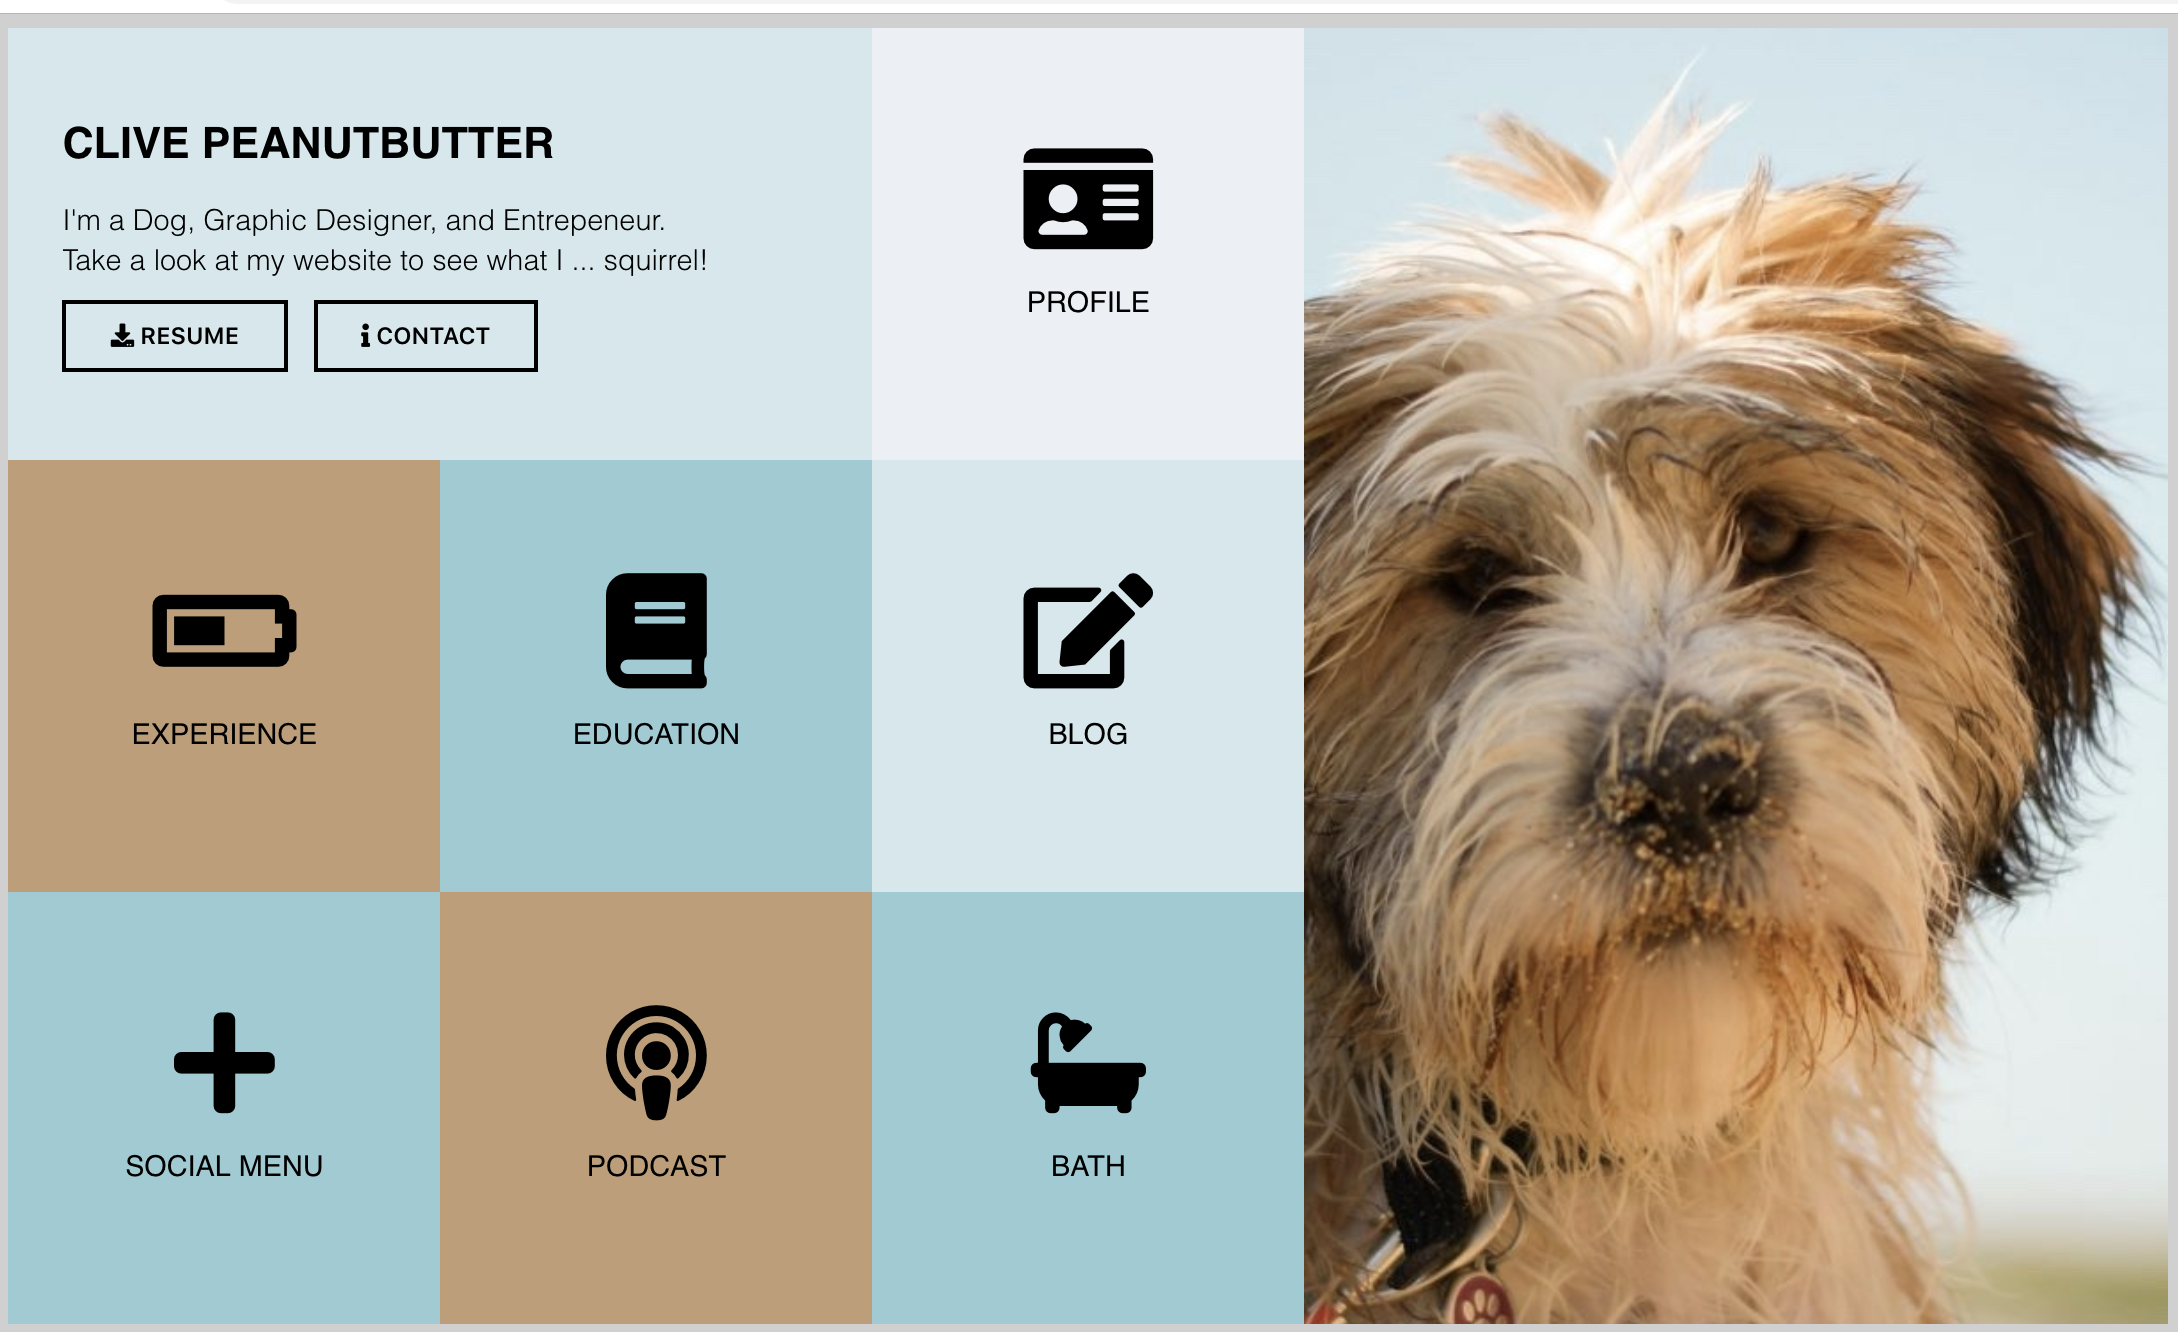 CLIVE PEANUTBUTTER
I'm a Dog, Graphic Designer, and Entrepeneur.
Take a look at my website to see what I ... squirrel!
RESUME
CONTACT
PROFILE
EXPERIENCE
EDUCATION
BLOG
SOCIAL MENU
PODCAST
BATH